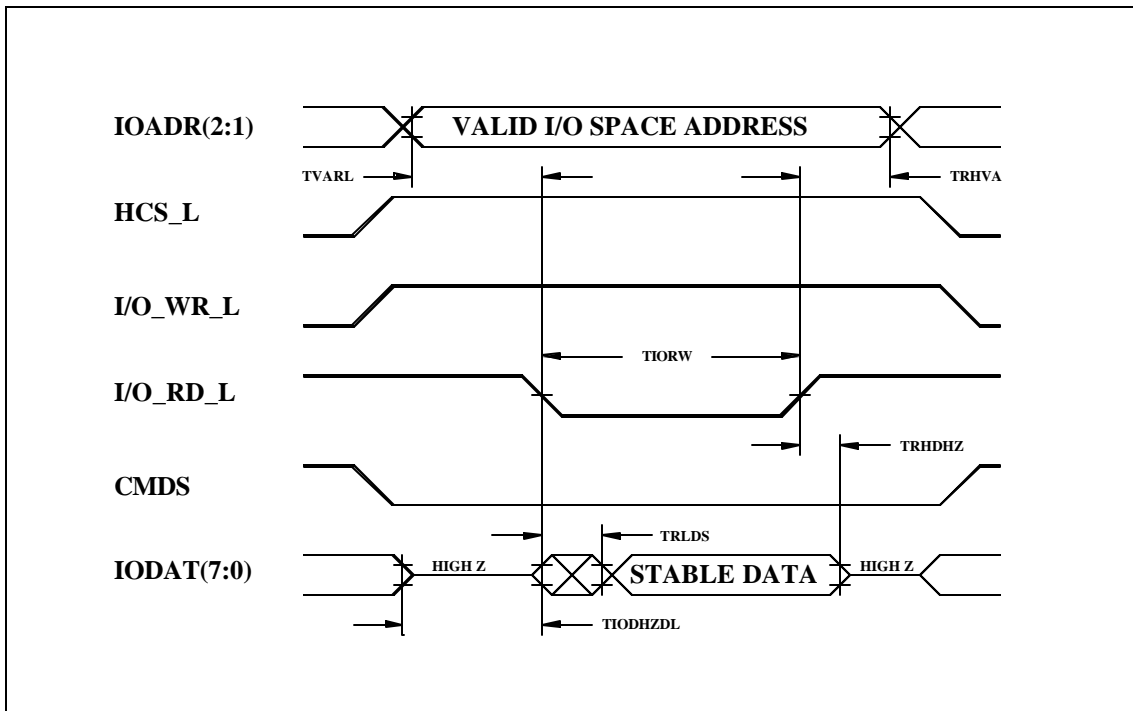 IOADR(2:1)
VALID I/O SPACE ADDRESS
TVARL
TRHVA
HCS_L
I/O_WR_L
TIORW
I/O_RD_L
TRHDHZ
CMDS
TRLDS
IODAT(7:0)
HIGH Z
STABLE DATA
HIGH Z
TIODHZDL